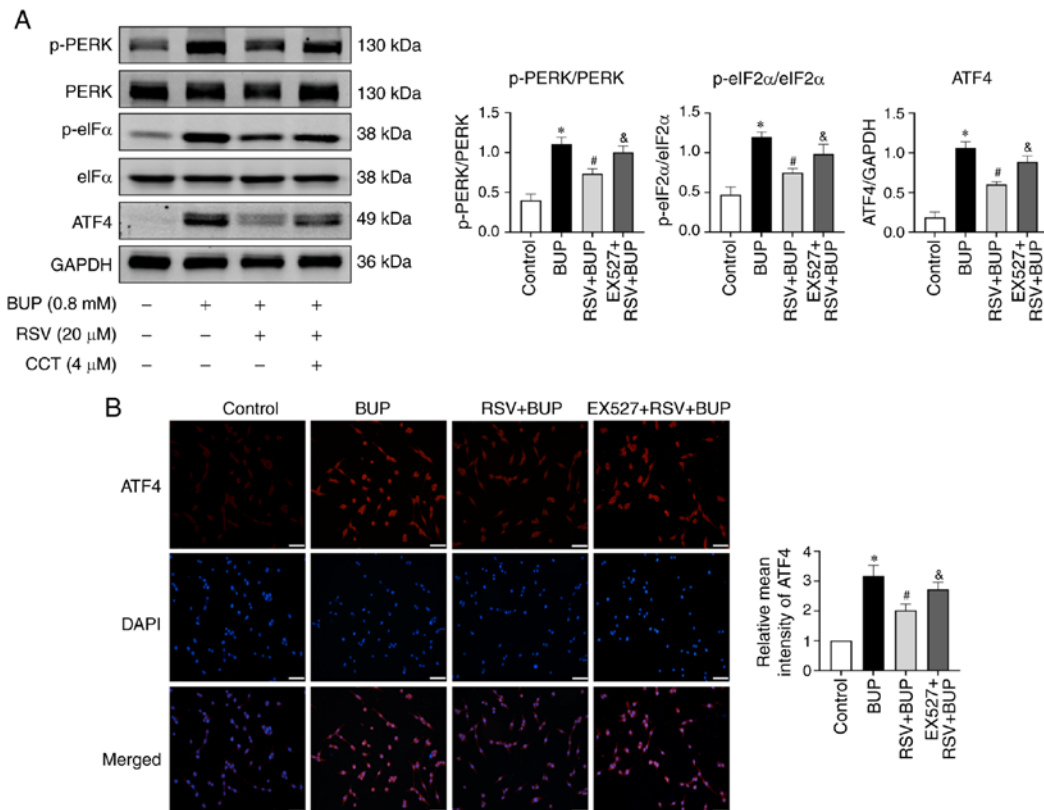 A
p-PERK 130 kDa
PERK 130 kDa
p-eIFα 38 kDa
eIFα 38 kDa
ATF4 49 kDa
GAPDH 36 kDa
BUP (0.8 mM) – + + +
RSV (20 μM) – – + +
CCT (4 μM) – – – +
p-PERK/PERK
p-PERK/PERK
1.5
1.0
0.5
0.0
*
#
&
Control
BUP
RSV+BUP
EX527+
RSV+BUP
p-eIF2α/eIF2α
p-eIF2α/eIF2α
1.5
1.0
0.5
0.0
*
#
&
Control
BUP
RSV+BUP
EX527+
RSV+BUP
ATF4
ATF4/GAPDH
1.5
1.0
0.5
0.0
*
#
&
Control
BUP
RSV+BUP
EX527+
RSV+BUP
B
Control BUP RSV+BUP EX527+RSV+BUP
ATF4
DAPI
Merged
Relative mean
intensity of ATF4
4
3
2
1
0
*
#
&
Control
BUP
RSV+BUP
EX527+
RSV+BUP